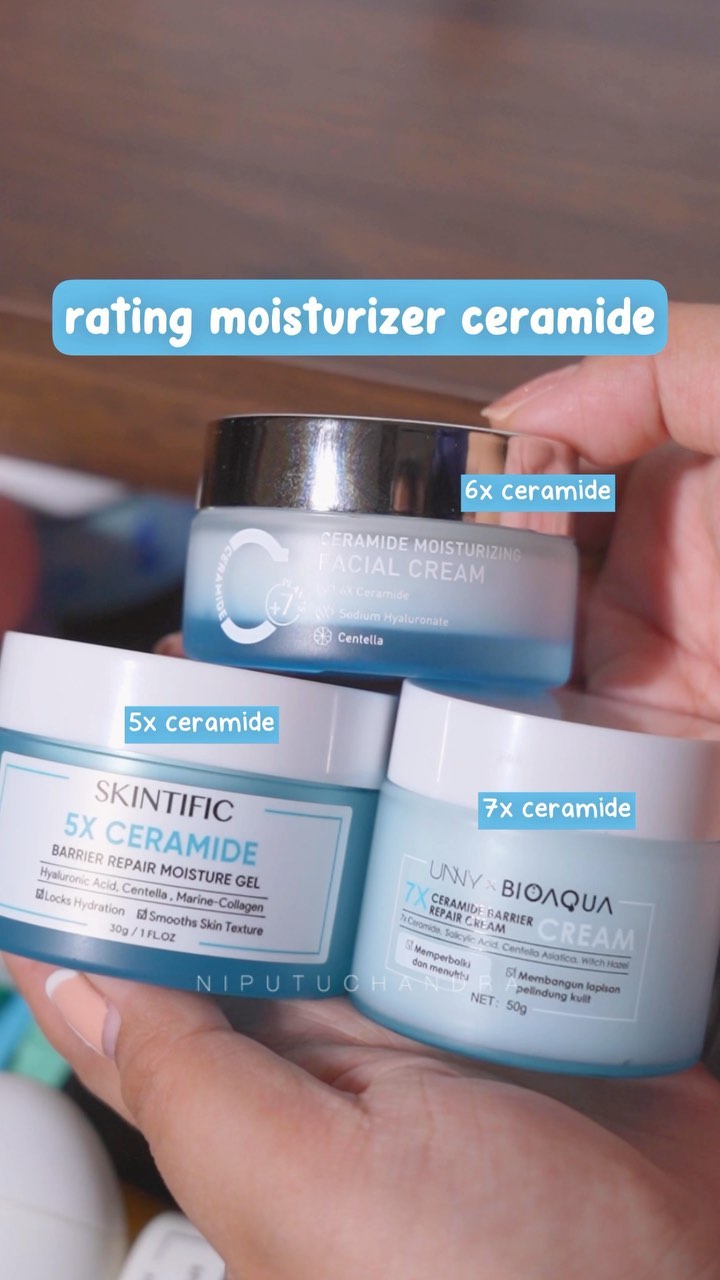 rating moisturizer ceramide
6x ceramide
CERAMIDE
+7
CERAMIDE MOISTURIZING
FACIAL CREAM
6X Ceramide
Sodium Hyaluronate
Centella
5x ceramide
SKINTIFIC
5X CERAMIDE
BARRIER REPAIR MOISTURE GEL
Hyaluronic Acid, Centella , Marine-Collagen
Locks Hydration Smooths Skin Texture
30g / 1 FL.OZ
7x ceramide
UNNY × BIOAQUA
7X CERAMIDE BARRIER
REPAIR CREAM
CREAM
7x Ceramide, Salicylic Acid, Centella Asiatica, Witch Hazel
Memperbaiki
dan menutrisi
Membangun lapisan
pelindung kulit
NET: 50g
NIPUTUCHANDRA